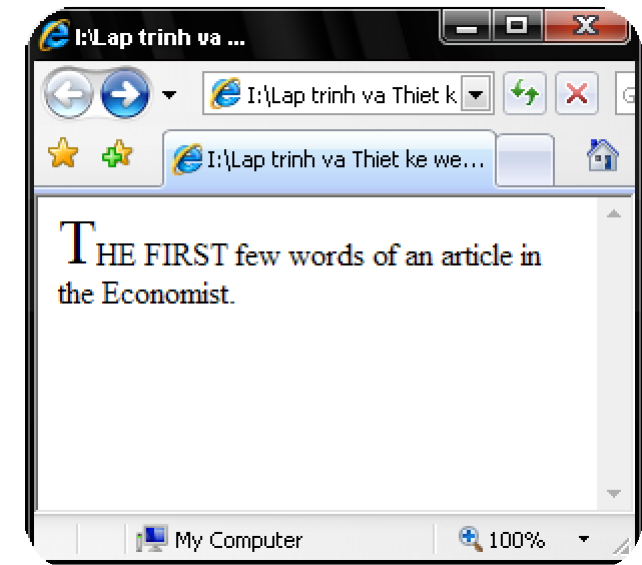 I:\Lap trinh va ...
I:\Lap trinh va Thiet k
G
I:\Lap trinh va Thiet ke we...
THE FIRST few words of an article in
the Economist.
My Computer
100%